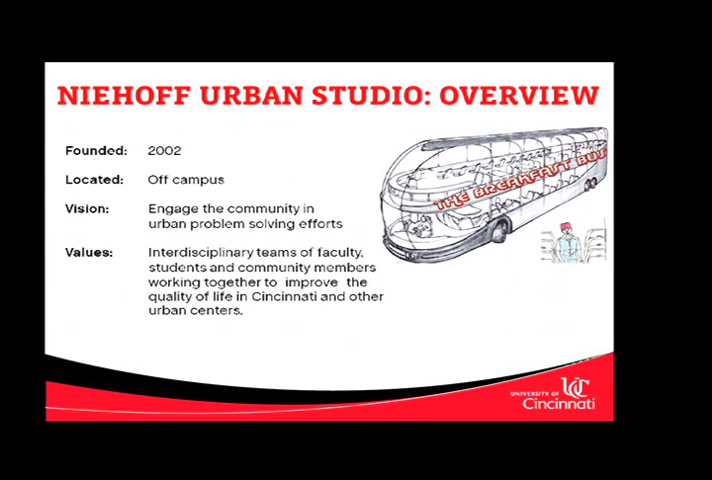 NIEHOFF URBAN STUDIO: OVERVIEW
Founded: 2002
Located: Off campus
Vision: Engage the community in
urban problem solving efforts
Values: Interdisciplinary teams of faculty,
students and community members
working together to improve the
quality of life in Cincinnati and other
urban centers.
THE BREAKFAST BUS
UC
UNIVERSITY OF
Cincinnati